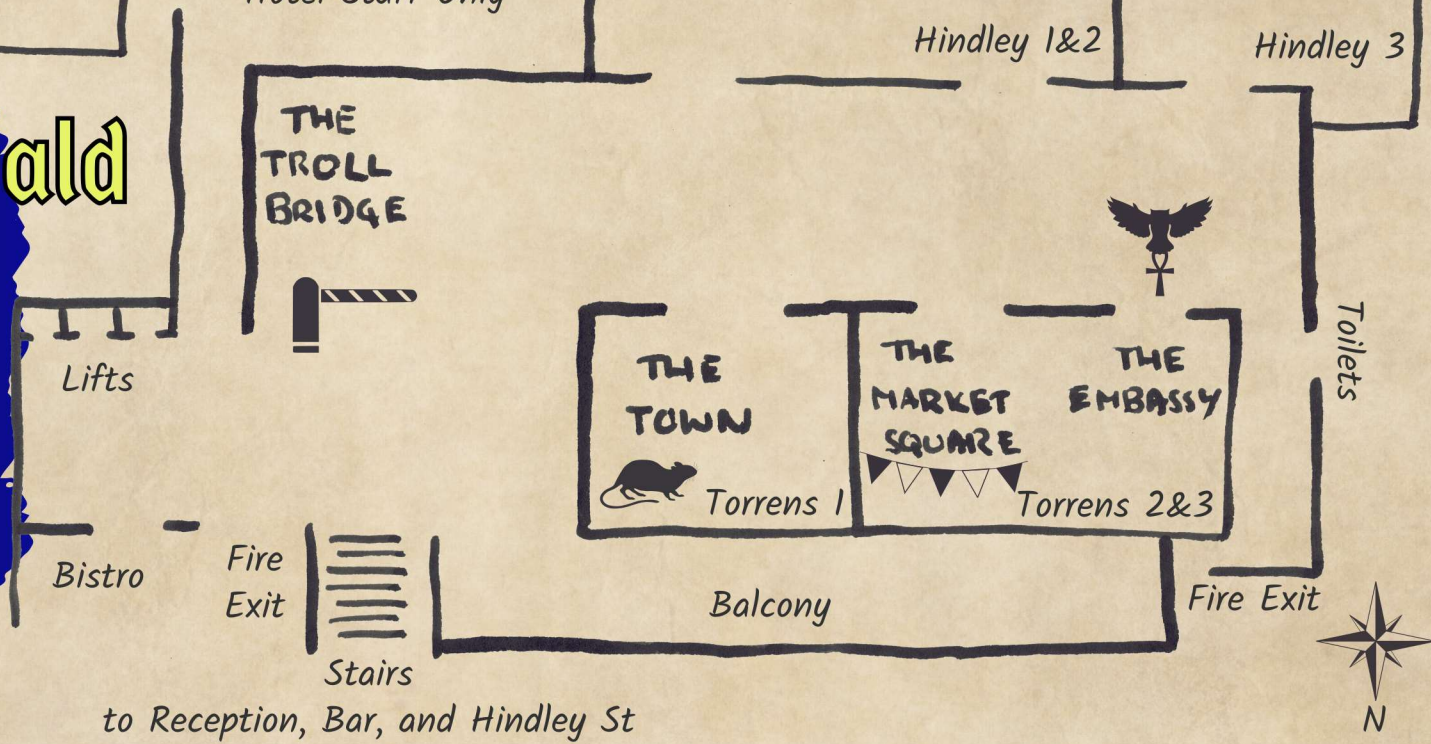 Hindley 1&2
Hindley 3
THE
TROLL
BRIDGE
ald
Toilets
Lifts
THE
TOWN
Torrens 1
THE
MARKET
SQUARE
THE
EMBASSY
Torrens 2&3
Bistro
Fire
Exit
Balcony
Fire Exit
Stairs
to Reception, Bar, and Hindley St
N